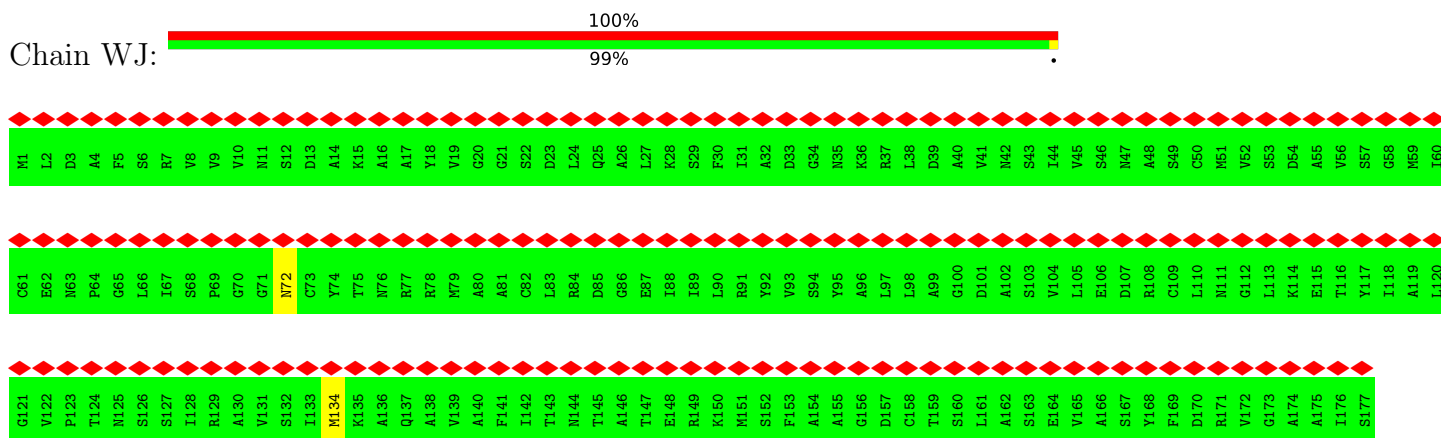 100%
Chain WJ:
99%
.
M1 L2 D3 A4 F5 S6 R7 V8 V9 V10 N11 S12 D13 A14 K15 A16 A17 Y18 V19 G20 G21 S22 D23 L24 Q25 A26 L27 K28 S29 F30 I31 A32 D33 G34 N35 K36 R37 L38 D39 A40 V41 N42 S43 I44 V45 S46 N47 A48 S49 C50 M51 V52 S53 D54 A55 V56 S57 G58 M59 I60
C61 E62 N63 P64 G65 L66 I67 S68 P69 G70 G71 N72 C73 Y74 T75 N76 R77 R78 M79 A80 A81 C82 L83 R84 D85 G86 E87 I88 I89 L90 R91 Y92 V93 S94 Y95 A96 L97 L98 A99 G100 D101 A102 S103 V104 L105 E106 D107 R108 C109 L110 N111 G112 L113 K114 E115 T116 Y117 I118 A119 L120
G121 V122 P123 T124 N125 S126 S127 I128 R129 A130 V131 S132 I133 M134 K135 A136 Q137 A138 V139 A140 F141 I142 T143 N144 T145 A146 T147 E148 R149 K150 M151 S152 F153 A154 A155 G156 D157 C158 T159 S160 L161 A162 S163 E164 V165 A166 S167 Y168 F169 D170 R171 V172 G173 A174 A175 I176 S177